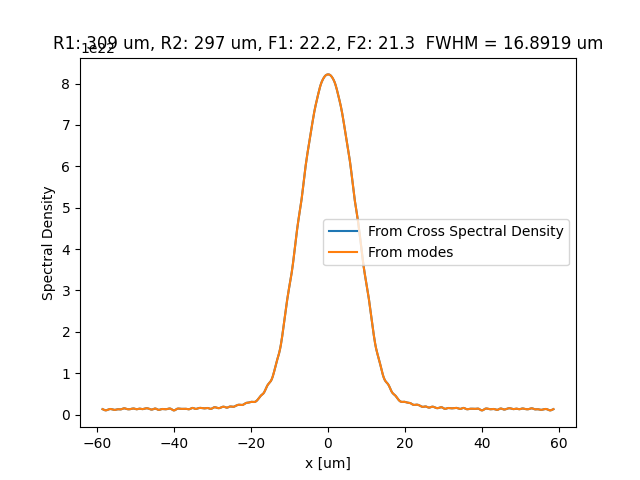 R1: 309 um, R2: 297 um, F1: 22.2, F2: 21.3  FWHM = 16.8919 um
1e22
8
7
6
5
4
3
2
1
0
Spectral Density
From Cross Spectral Density
From modes
−60 −40 −20 0 20 40 60
x [um]